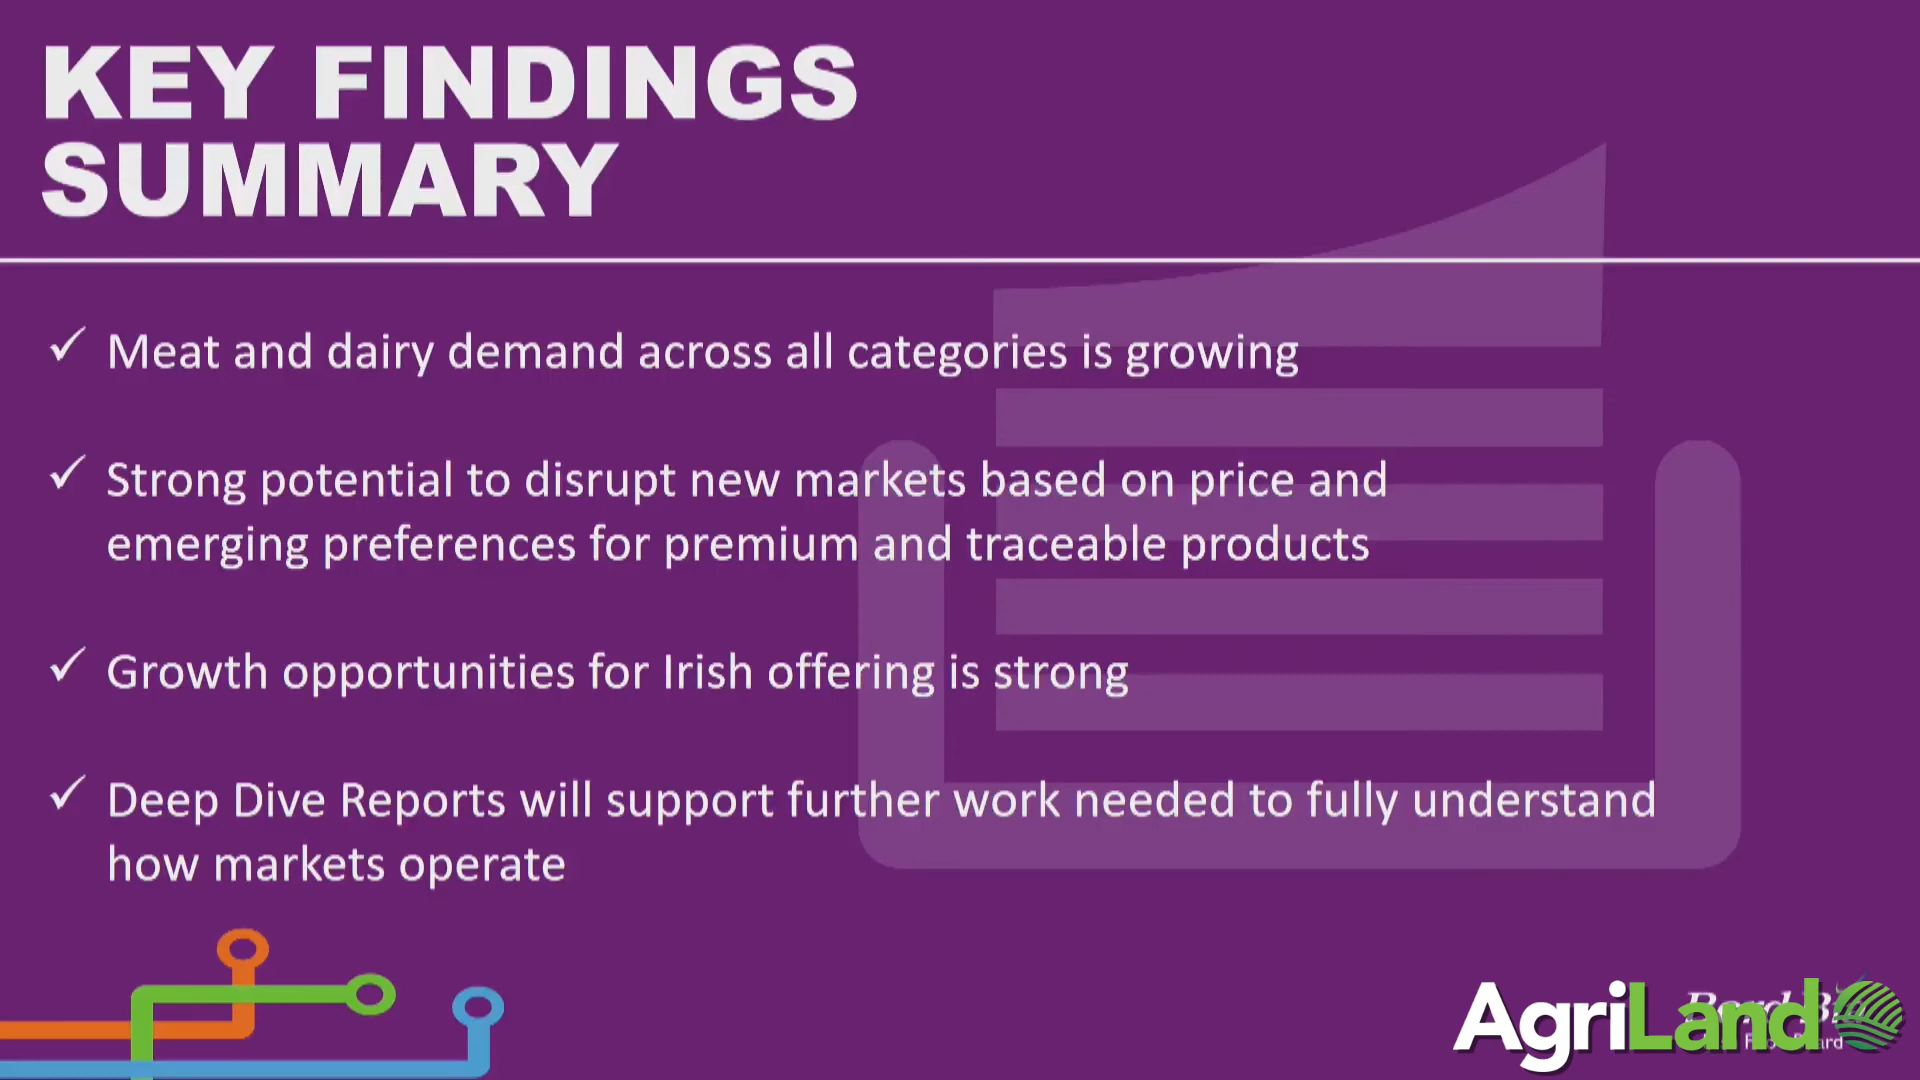 KEY FINDINGS
SUMMARY
Meat and dairy demand across all categories is growing
Strong potential to disrupt new markets based on price and
emerging preferences for premium and traceable products
Growth opportunities for Irish offering is strong
Deep Dive Reports will support further work needed to fully understand
how markets operate
AgriLand